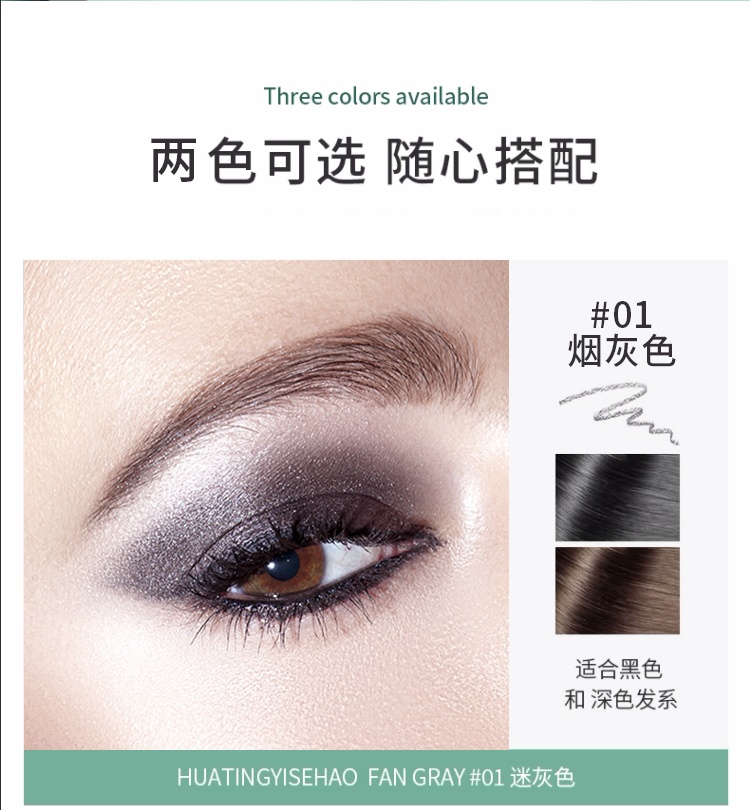 Three colors available
两色可选 随心搭配
#01
烟灰色
适合黑色
和 深色发系
HUATINGYISEHAO FAN GRAY #01 迷灰色